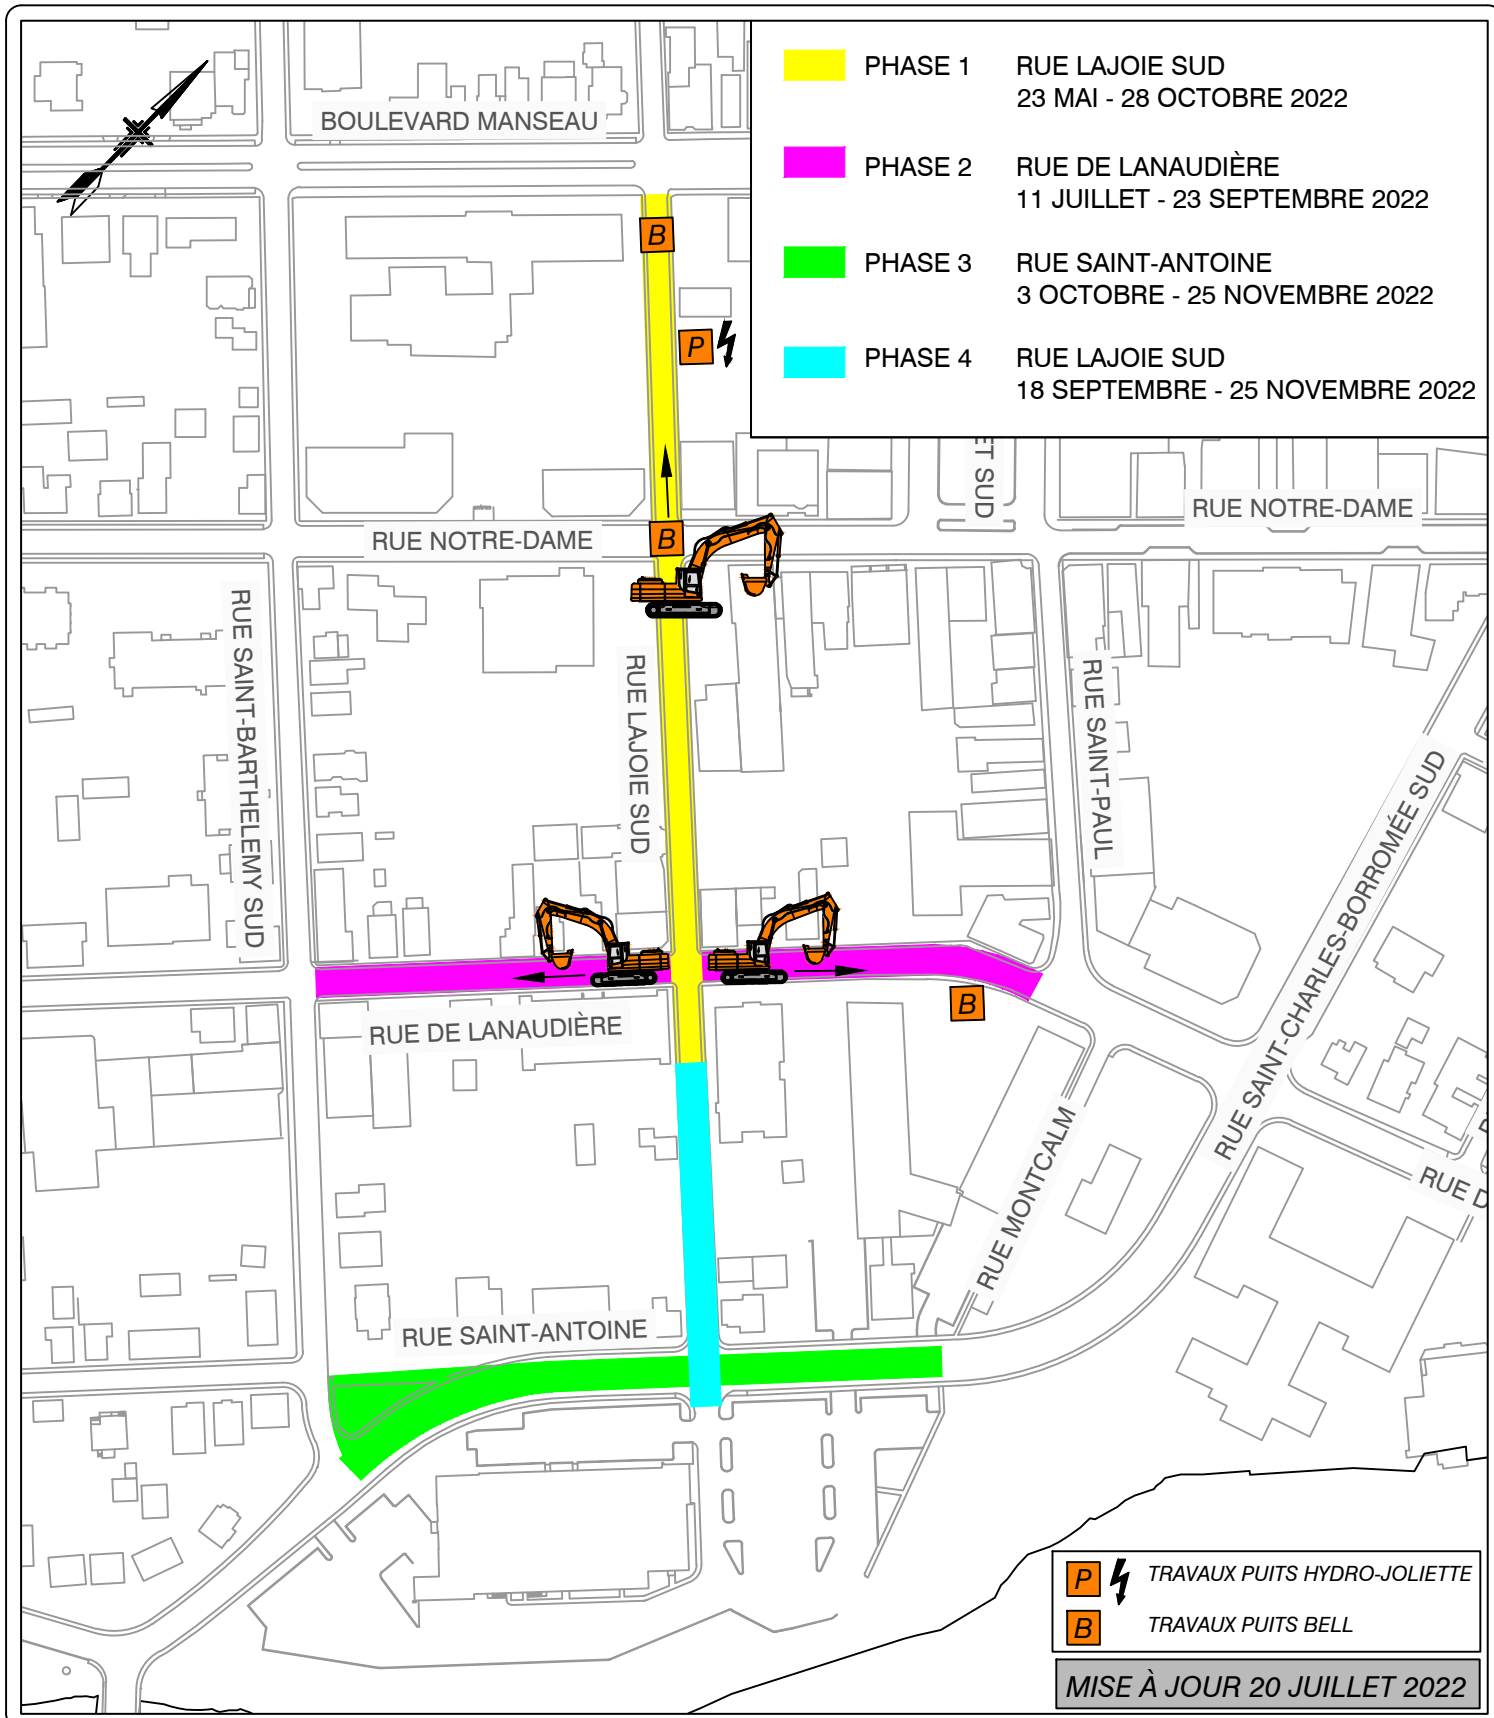 PHASE 1 RUE LAJOIE SUD
23 MAI - 28 OCTOBRE 2022
PHASE 2 RUE DE LANAUDIÈRE
11 JUILLET - 23 SEPTEMBRE 2022
PHASE 3 RUE SAINT-ANTOINE
3 OCTOBRE - 25 NOVEMBRE 2022
PHASE 4 RUE LAJOIE SUD
18 SEPTEMBRE - 25 NOVEMBRE 2022
BOULEVARD MANSEAU
B
P
ET SUD
RUE NOTRE-DAME
RUE NOTRE-DAME
B
RUE SAINT-BARTHELEMY SUD
RUE LAJOIE SUD
RUE SAINT-PAUL
RUE SAINT-CHARLES-BORROMÉE SUD
RUE DE LANAUDIÈRE
B
RUE MONTCALM
RUE D
RUE SAINT-ANTOINE
P TRAVAUX PUITS HYDRO-JOLIETTE
B TRAVAUX PUITS BELL
MISE À JOUR 20 JUILLET 2022